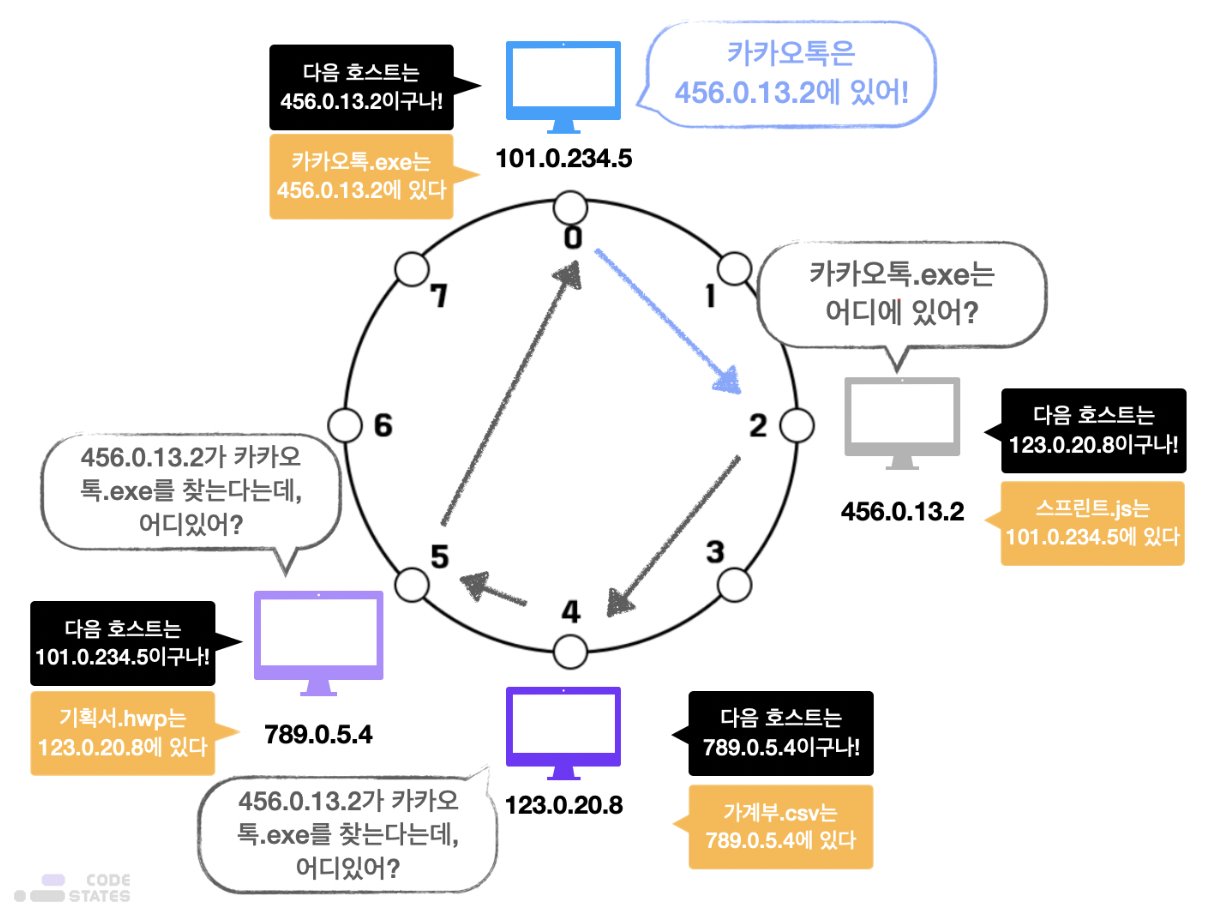 다음 호스트는
456.0.13.2이구나!
카카오톡은
456.0.13.2에 있어!
카카오톡.exe는
456.0.13.2에 있다
101.0.234.5
0
7
1
카카오톡.exe는
어디에 있어?
6
2
다음 호스트는
123.0.20.8이구나!
456.0.13.2
스프린트.js는
101.0.234.5에 있다
456.0.13.2가 카카오
톡.exe를 찾는다는데,
어디있어?
5
3
4
다음 호스트는
101.0.234.5이구나!
기획서.hwp는
123.0.20.8에 있다
789.0.5.4
다음 호스트는
789.0.5.4이구나!
123.0.20.8
가계부.csv는
789.0.5.4에 있다
456.0.13.2가 카카오
톡.exe를 찾는다는데,
어디있어?
CODE
STATES